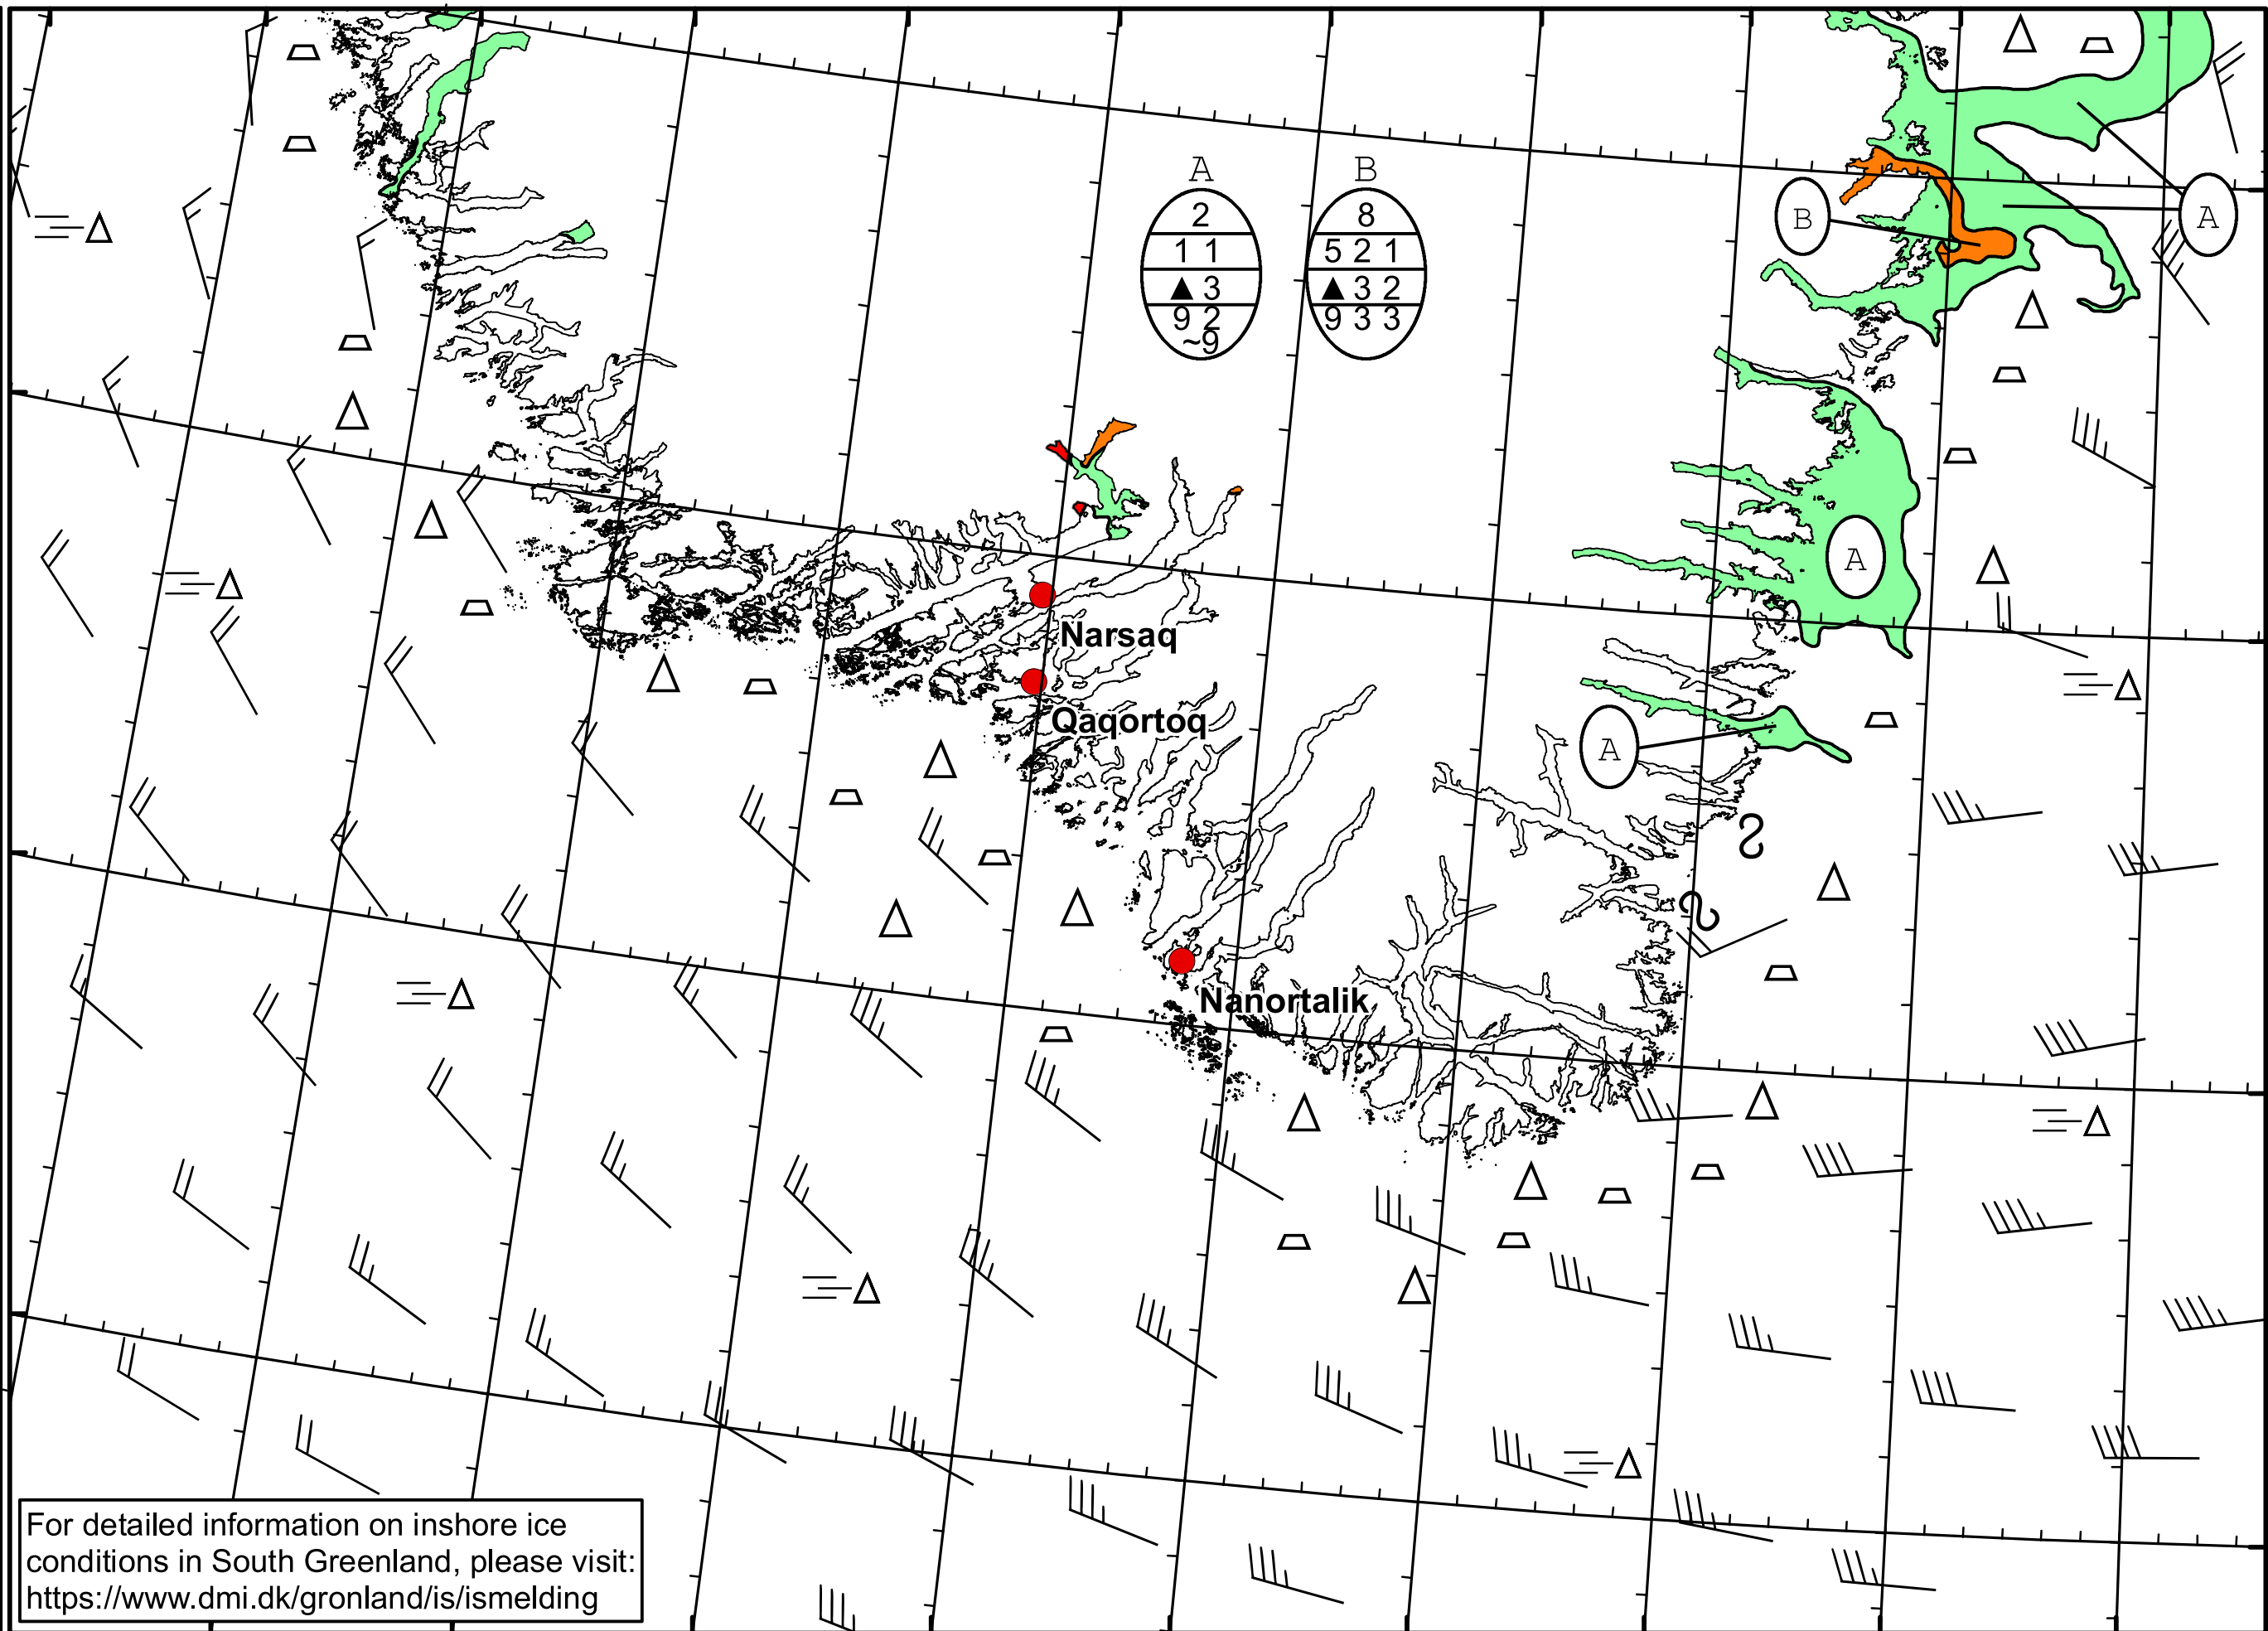 A B
2 8
1 1 5 2 1
▲ 3 ▲ 3 2
9 2 9 3 3
~9
B
A
A
Narsaq
Qaqortoq
A
Nanortalik
For detailed information on inshore ice
conditions in South Greenland, please visit:
https://www.dmi.dk/gronland/is/ismelding